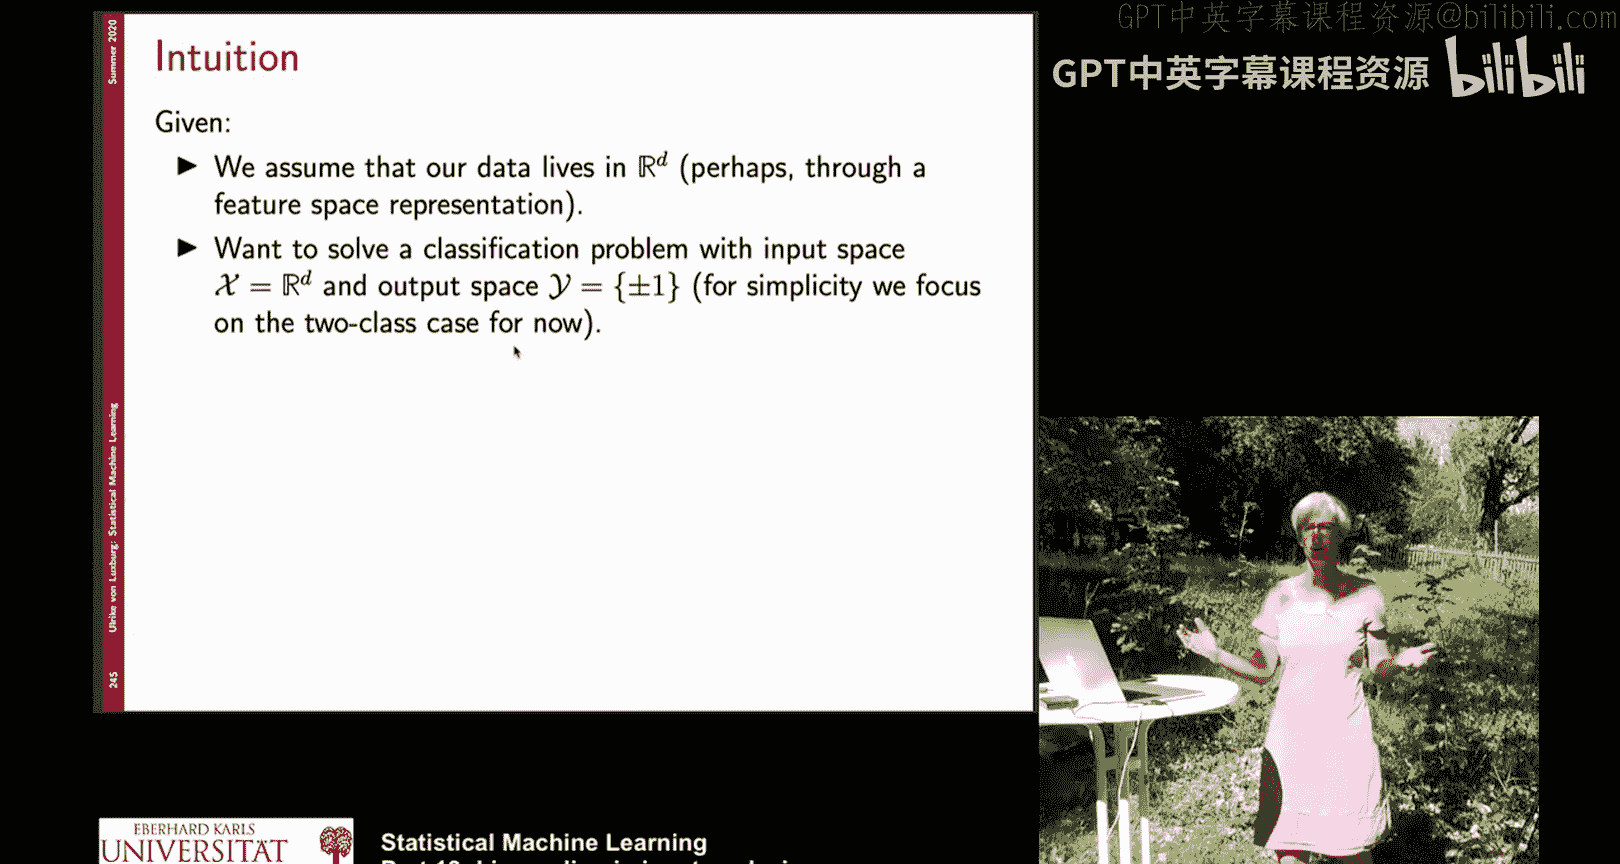 GPT中英字幕课程资源@bilibili.com
GPT中英字幕课程资源 bilibili
Summer 2020
Intuition
Given:
► We assume that our data lives in ℝᵈ (perhaps, through a
feature space representation).
► Want to solve a classification problem with input space
𝒳 = ℝᵈ and output space 𝒴 = {±1} (for simplicity we focus
on the two-class case for now).
Ulrike von Luxburg: Statistical Machine Learning
245
EBERHARD KARLS
UNIVERSITÄT
Statistical Machine Learning